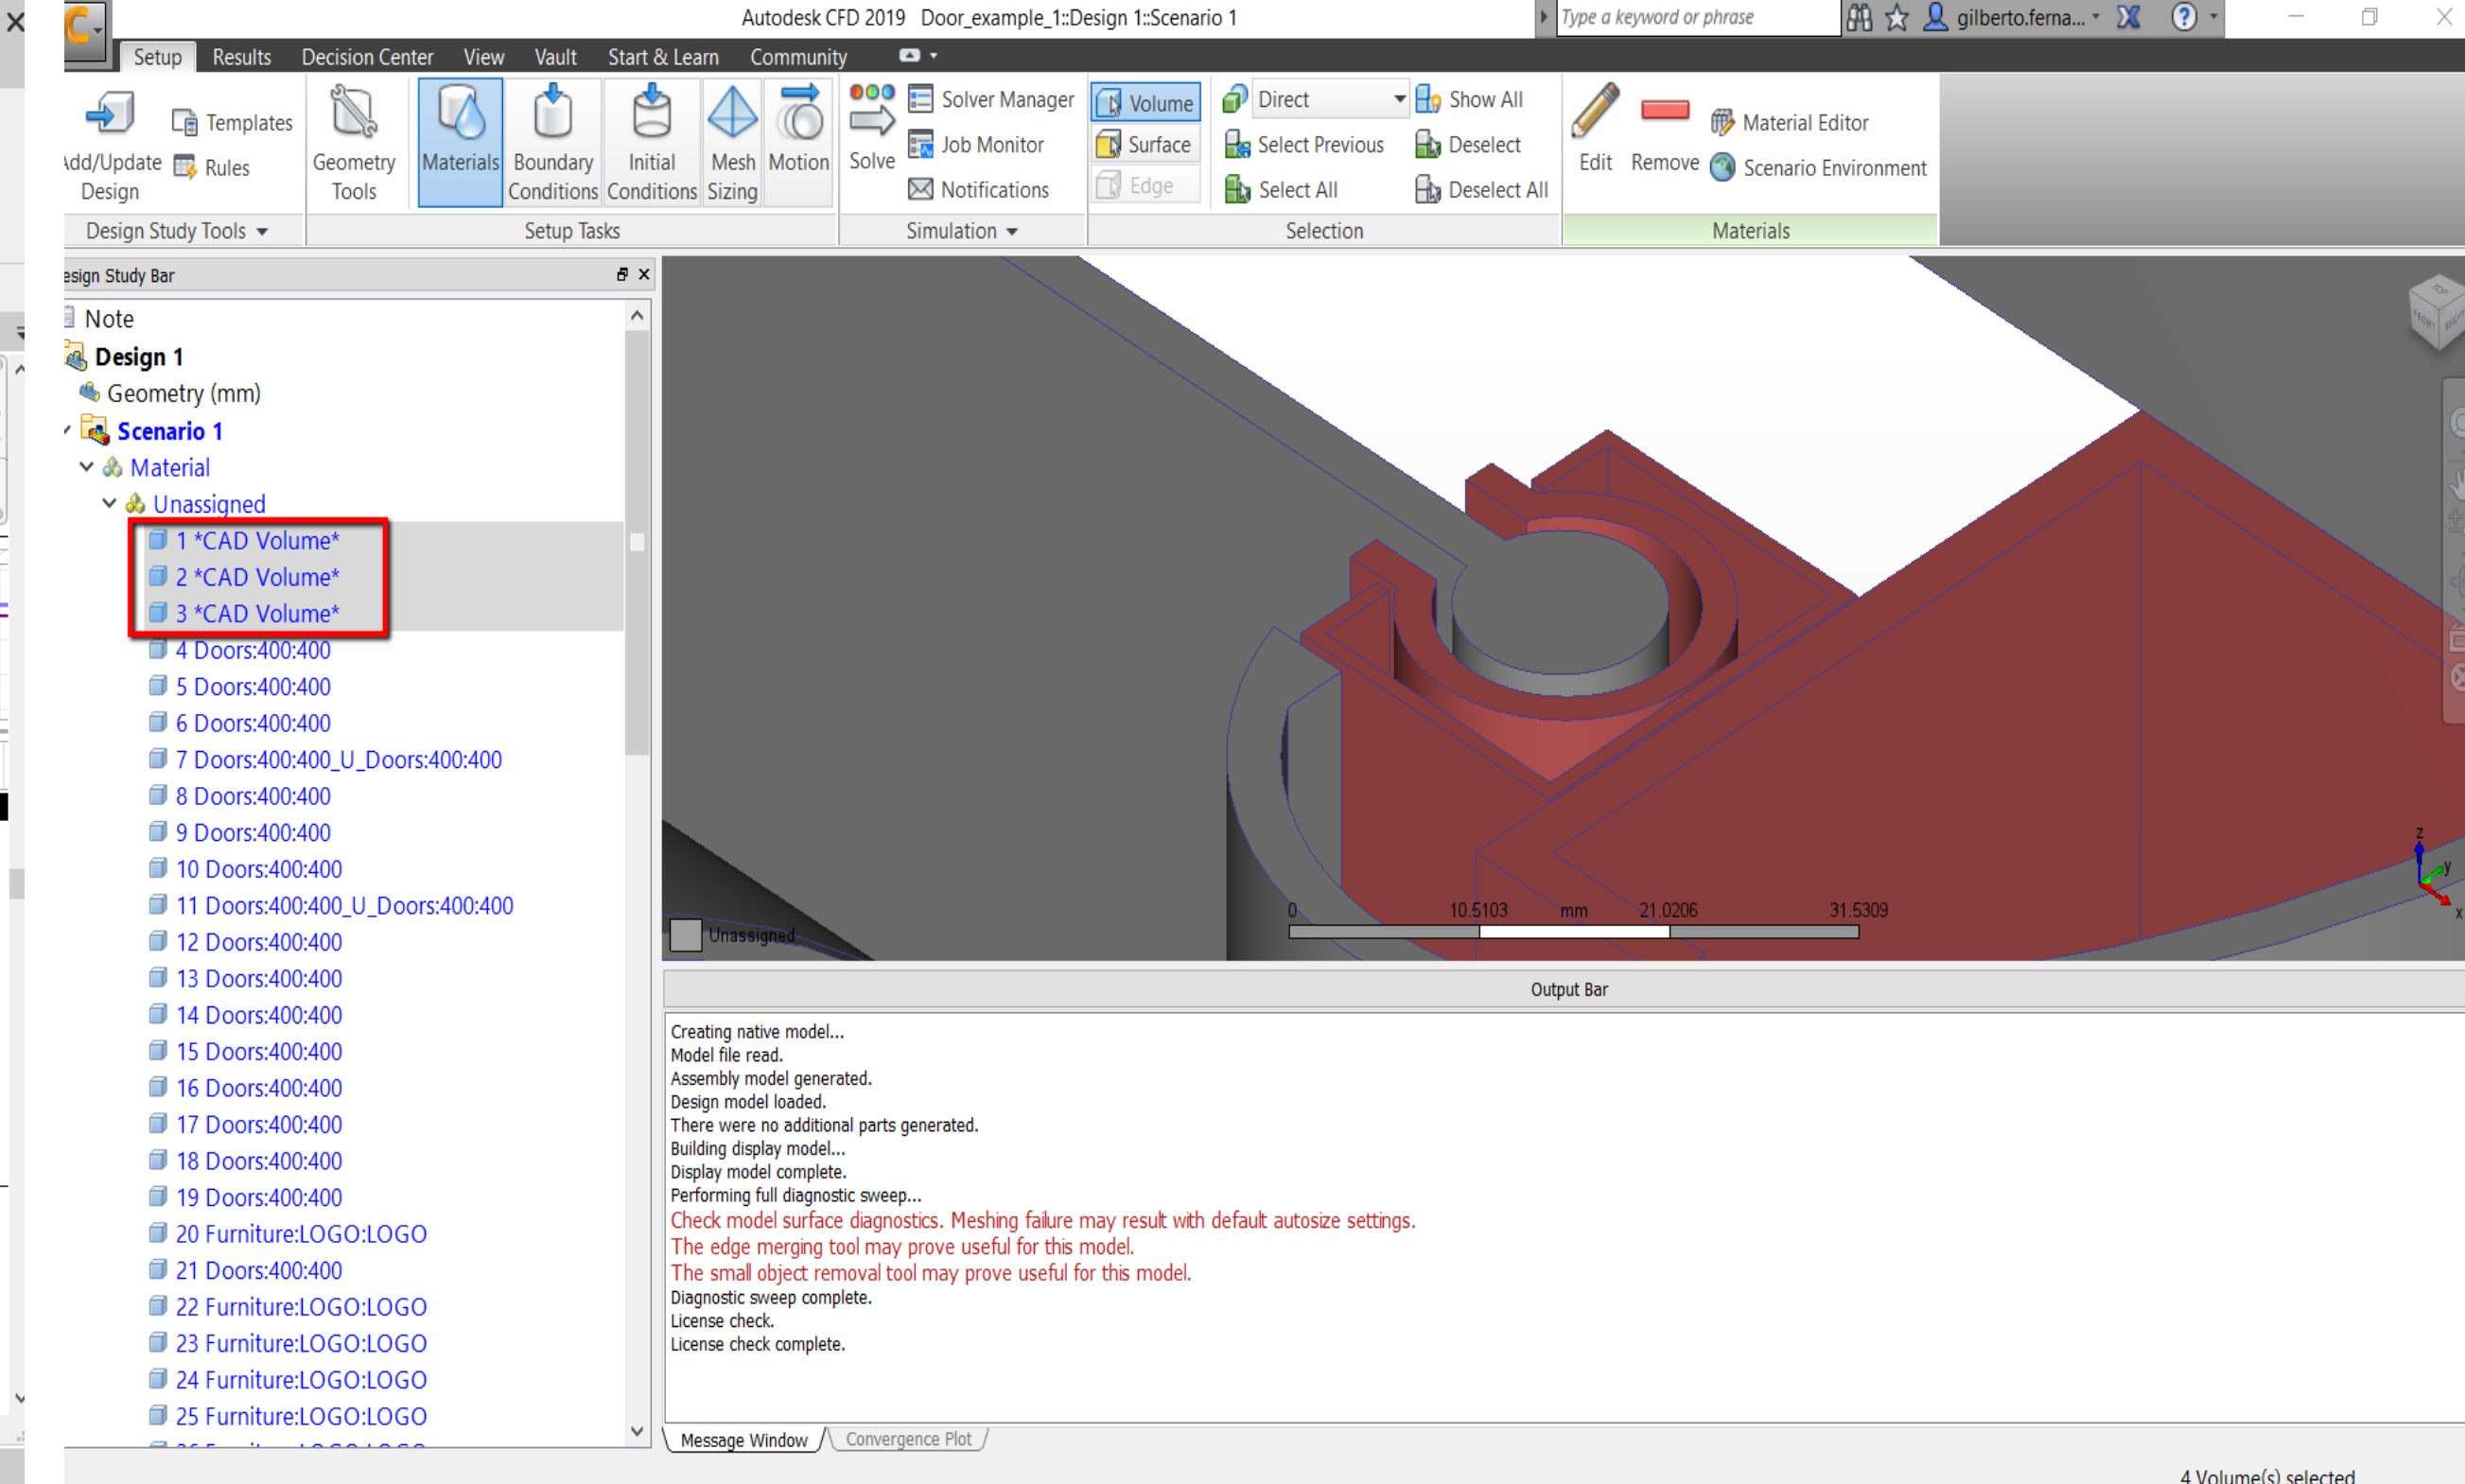 Autodesk CFD 2019 Door_example_1::Design 1::Scenario 1
Type a keyword or phrase
gilberto.ferna...
Setup Results Decision Center View Vault Start & Learn Community
Add/Update
Design
Templates
Rules
Geometry
Tools
Materials
Boundary
Conditions
Initial
Conditions
Mesh
Sizing
Motion
Solve
Solver Manager
Job Monitor
Notifications
Volume
Surface
Edge
Direct
Select Previous
Select All
Show All
Deselect
Deselect All
Edit
Remove
Material Editor
Scenario Environment
Design Study Tools
Setup Tasks
Simulation
Selection
Materials
esign Study Bar
Note
Design 1
Geometry (mm)
Scenario 1
Material
Unassigned
1 *CAD Volume*
2 *CAD Volume*
3 *CAD Volume*
4 Doors:400:400
5 Doors:400:400
6 Doors:400:400
7 Doors:400:400_U_Doors:400:400
8 Doors:400:400
9 Doors:400:400
10 Doors:400:400
11 Doors:400:400_U_Doors:400:400
12 Doors:400:400
13 Doors:400:400
14 Doors:400:400
15 Doors:400:400
16 Doors:400:400
17 Doors:400:400
18 Doors:400:400
19 Doors:400:400
20 Furniture:LOGO:LOGO
21 Doors:400:400
22 Furniture:LOGO:LOGO
23 Furniture:LOGO:LOGO
24 Furniture:LOGO:LOGO
25 Furniture:LOGO:LOGO
TOP
FRONT
z
y
x
0 10.5103 mm 21.0206 31.5309
Unassigned
Output Bar
Creating native model...
Model file read.
Assembly model generated.
Design model loaded.
There were no additional parts generated.
Building display model...
Display model complete.
Performing full diagnostic sweep...
Check model surface diagnostics. Meshing failure may result with default autosize settings.
The edge merging tool may prove useful for this model.
The small object removal tool may prove useful for this model.
Diagnostic sweep complete.
License check.
License check complete.
Message Window
Convergence Plot
4 Volume(s) selected